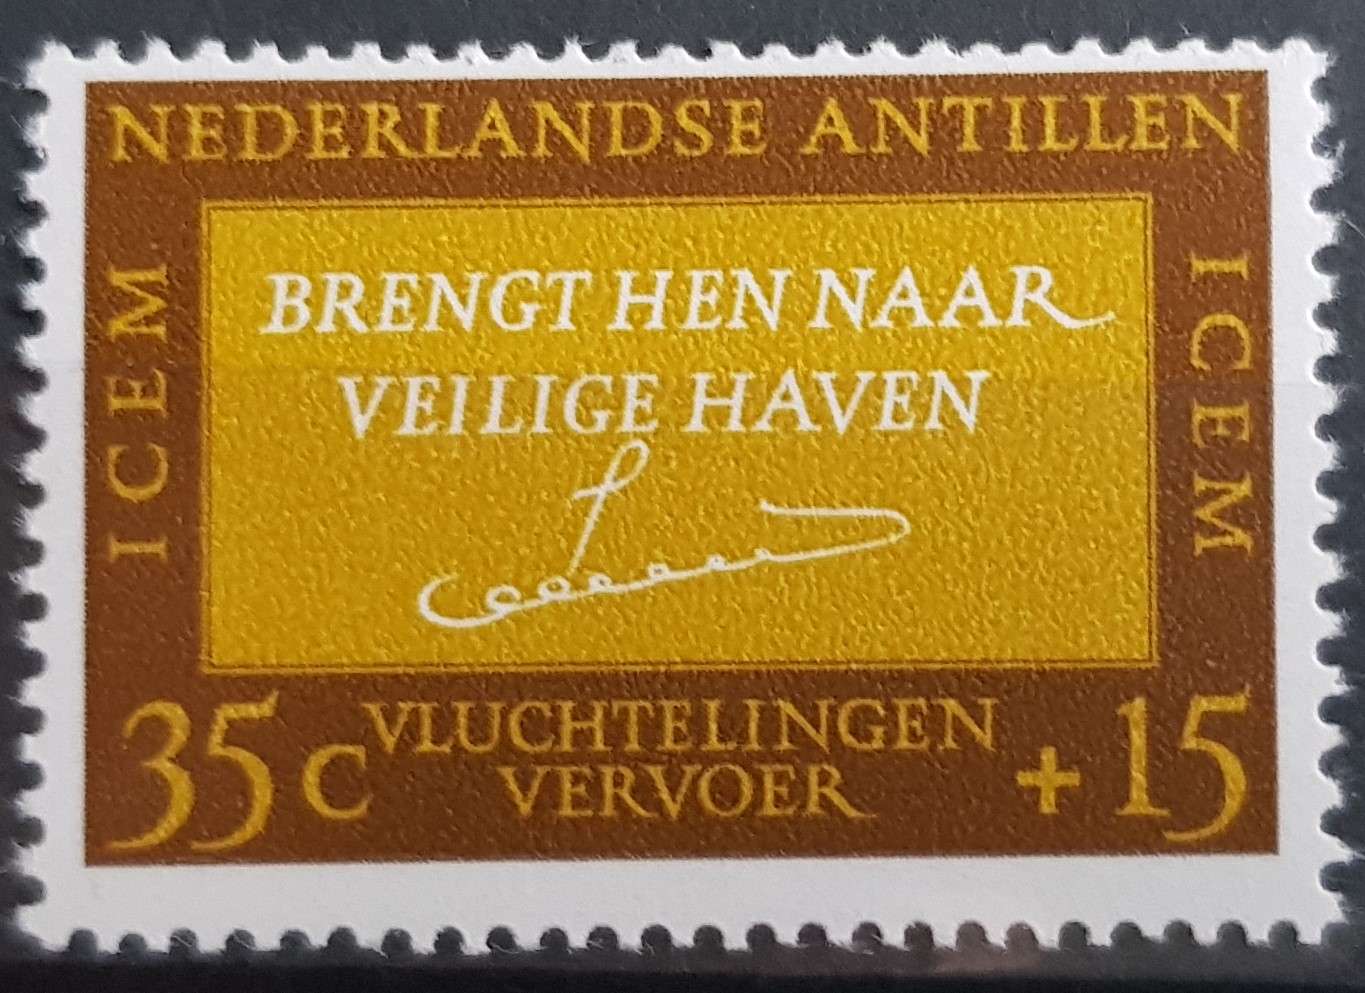 NEDERLANDSE ANTILLEN
ICEM
BRENGT HEN NAAR
VEILIGE HAVEN
ICEM
35c
VLUCHTELINGEN
VERVOER
+15